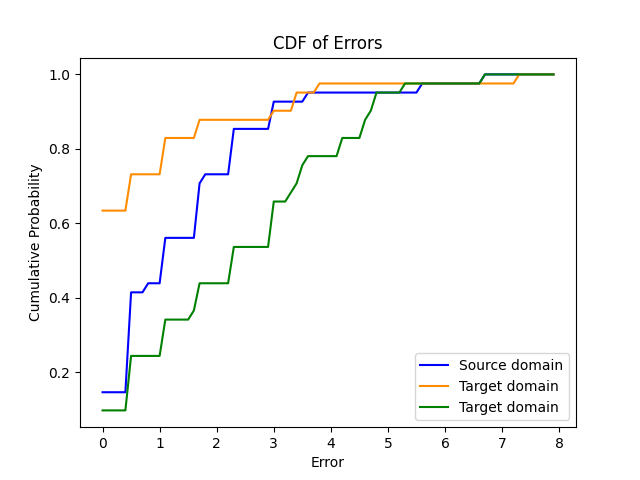 CDF of Errors
Cumulative Probability
1.0
0.8
0.6
0.4
0.2
Source domain
Target domain
Target domain
0 1 2 3 4 5 6 7 8
Error